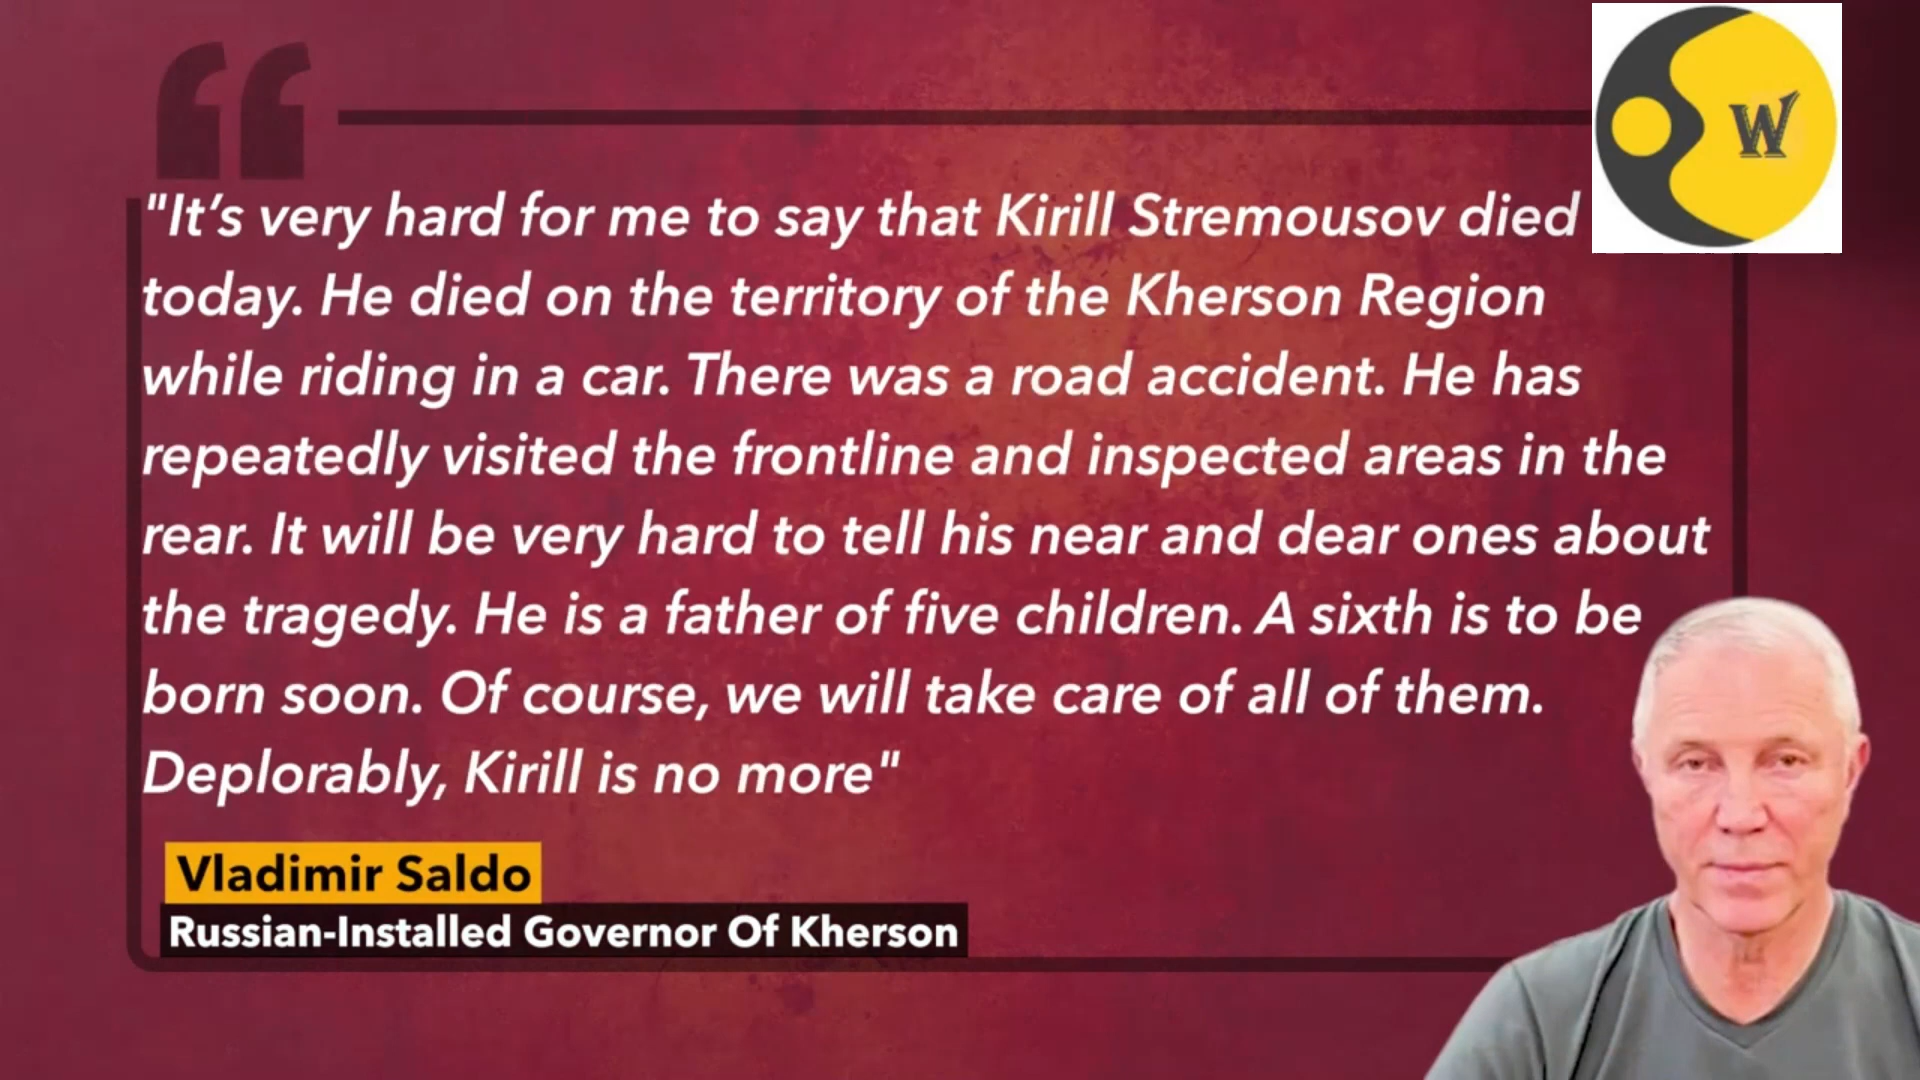 W
"It’s very hard for me to say that Kirill Stremousov died
today. He died on the territory of the Kherson Region
while riding in a car. There was a road accident. He has
repeatedly visited the frontline and inspected areas in the
rear. It will be very hard to tell his near and dear ones about
the tragedy. He is a father of five children. A sixth is to be
born soon. Of course, we will take care of all of them.
Deplorably, Kirill is no more"
Vladimir Saldo
Russian-Installed Governor Of Kherson